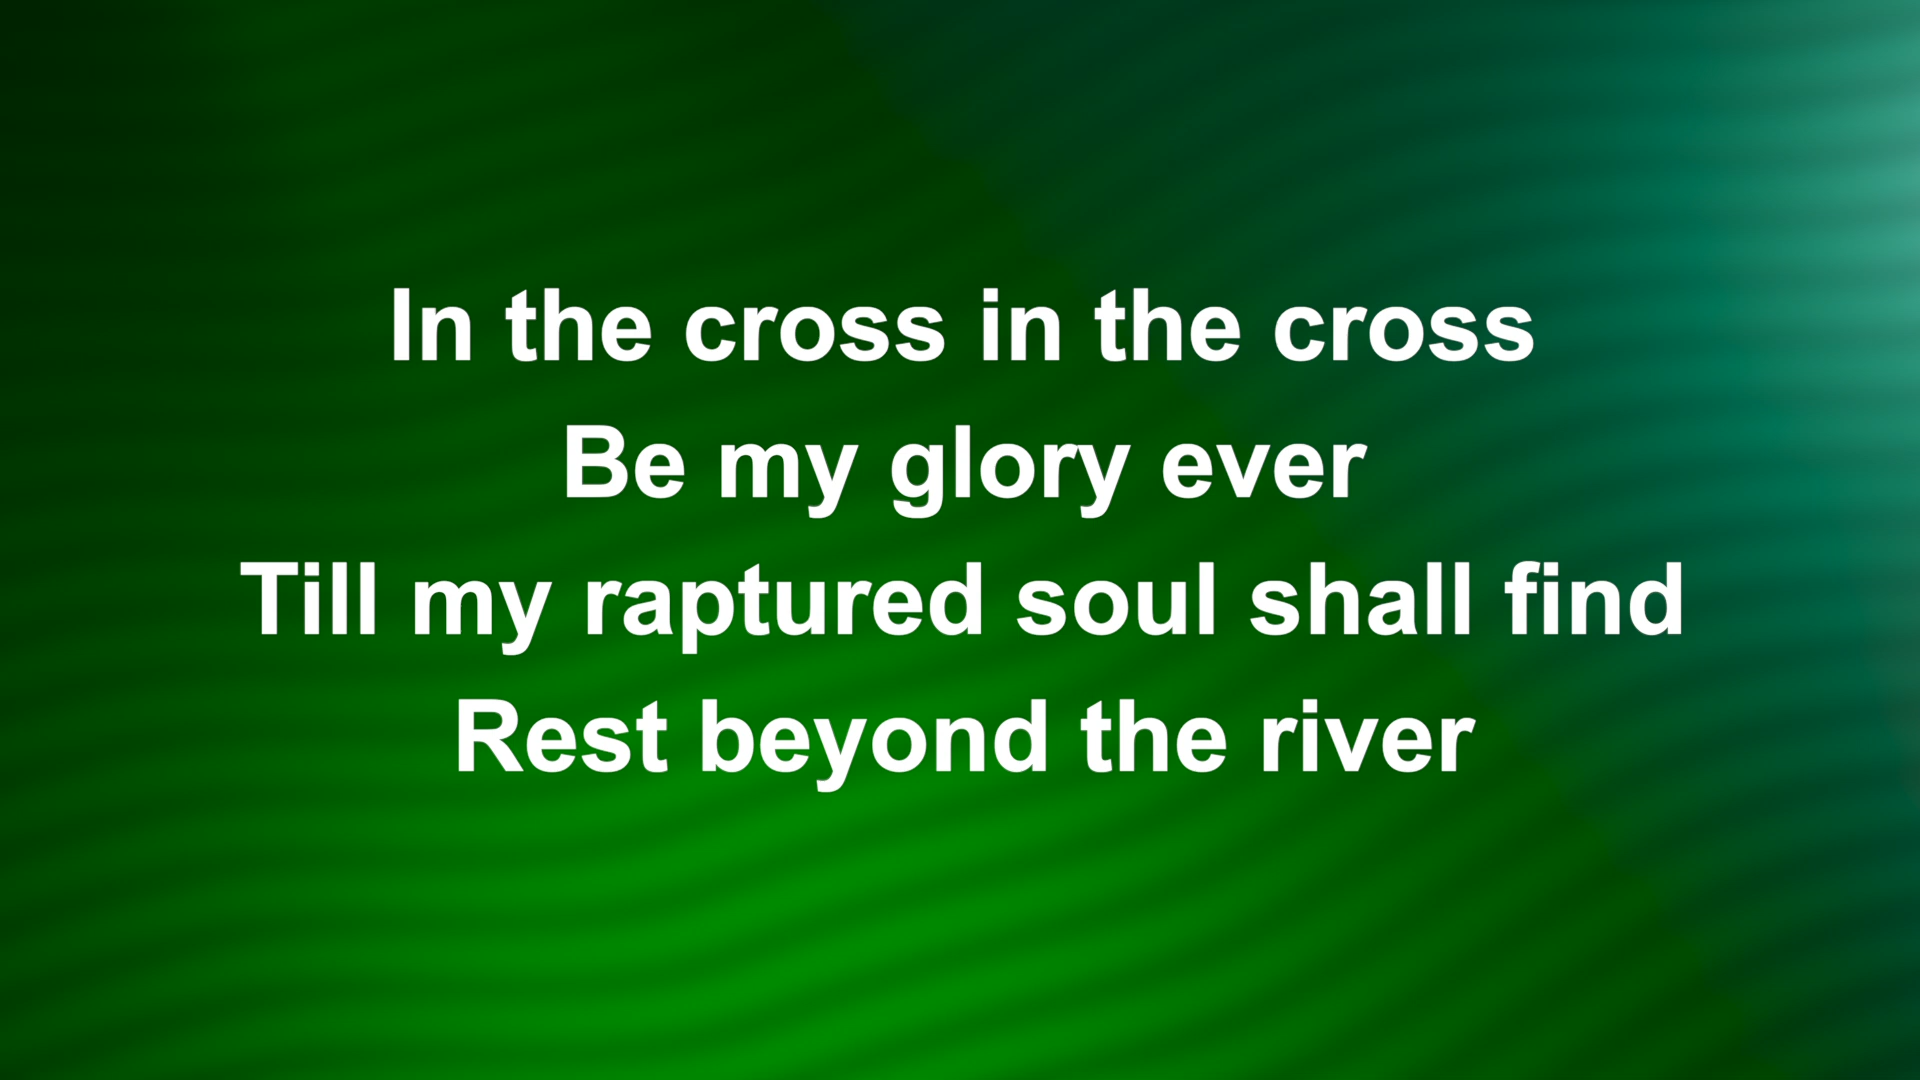 In the cross in the cross
Be my glory ever
Till my raptured soul shall find
Rest beyond the river